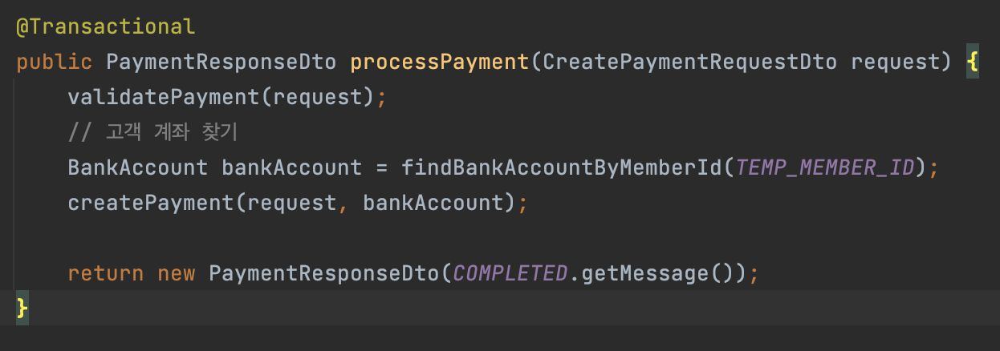 @Transactional
public PaymentResponseDto processPayment(CreatePaymentRequestDto request) {
validatePayment(request);
// 고객 계좌 찾기
BankAccount bankAccount = findBankAccountByMemberId(TEMP_MEMBER_ID);
createPayment(request, bankAccount);
return new PaymentResponseDto(COMPLETED.getMessage());
}